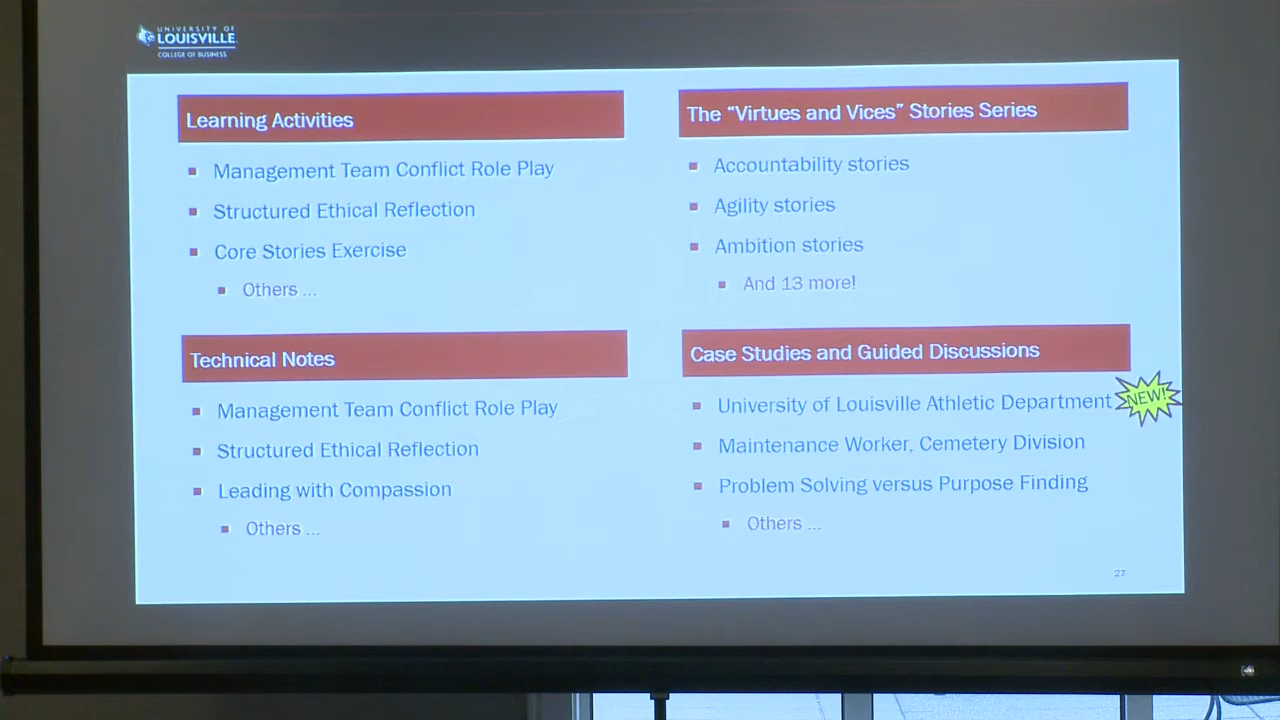 UNIVERSITY OF
LOUISVILLE
COLLEGE OF BUSINESS
Learning Activities
Management Team Conflict Role Play
Structured Ethical Reflection
Core Stories Exercise
Others ...
The “Virtues and Vices” Stories Series
Accountability stories
Agility stories
Ambition stories
And 13 more!
Technical Notes
Management Team Conflict Role Play
Structured Ethical Reflection
Leading with Compassion
Others ...
Case Studies and Guided Discussions
University of Louisville Athletic Department
NEW!
Maintenance Worker, Cemetery Division
Problem Solving versus Purpose Finding
Others ...
27